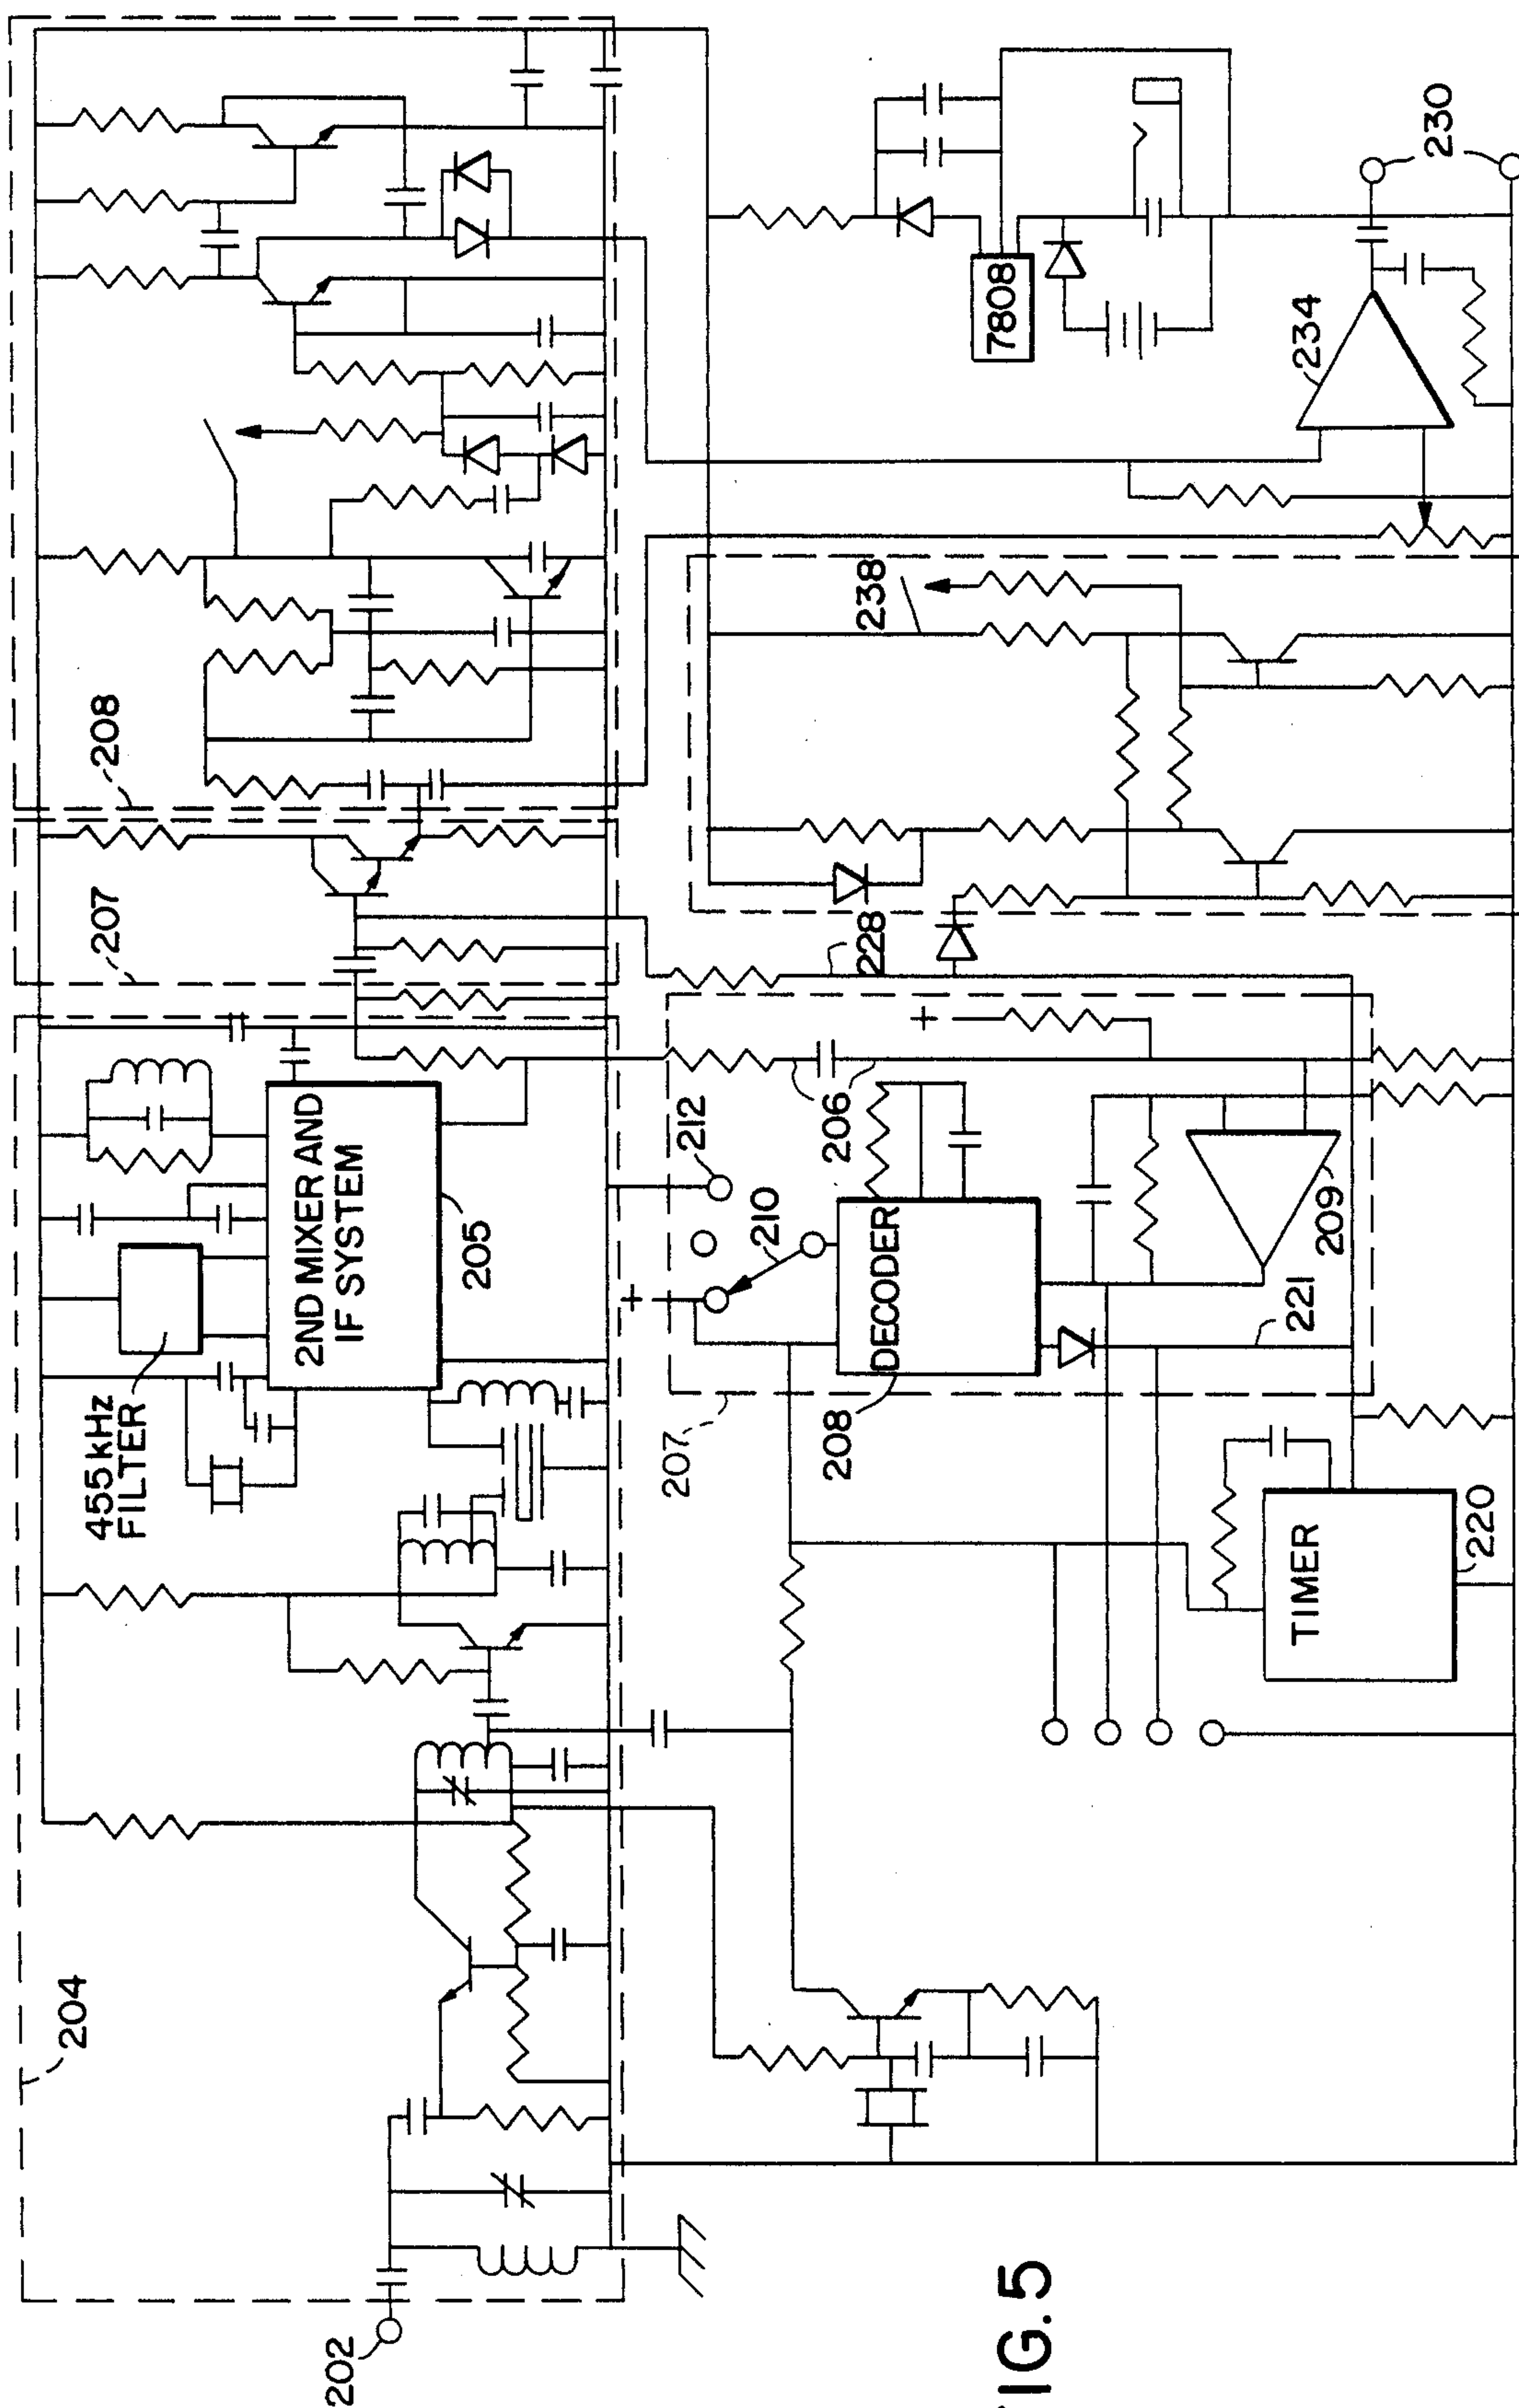 202
204
455 kHz
FILTER
2ND MIXER AND
IF SYSTEM
205
207
208
207
208
DECODER
210
212
206
228
209
221
TIMER
220
238
7808
234
230
FIG. 5